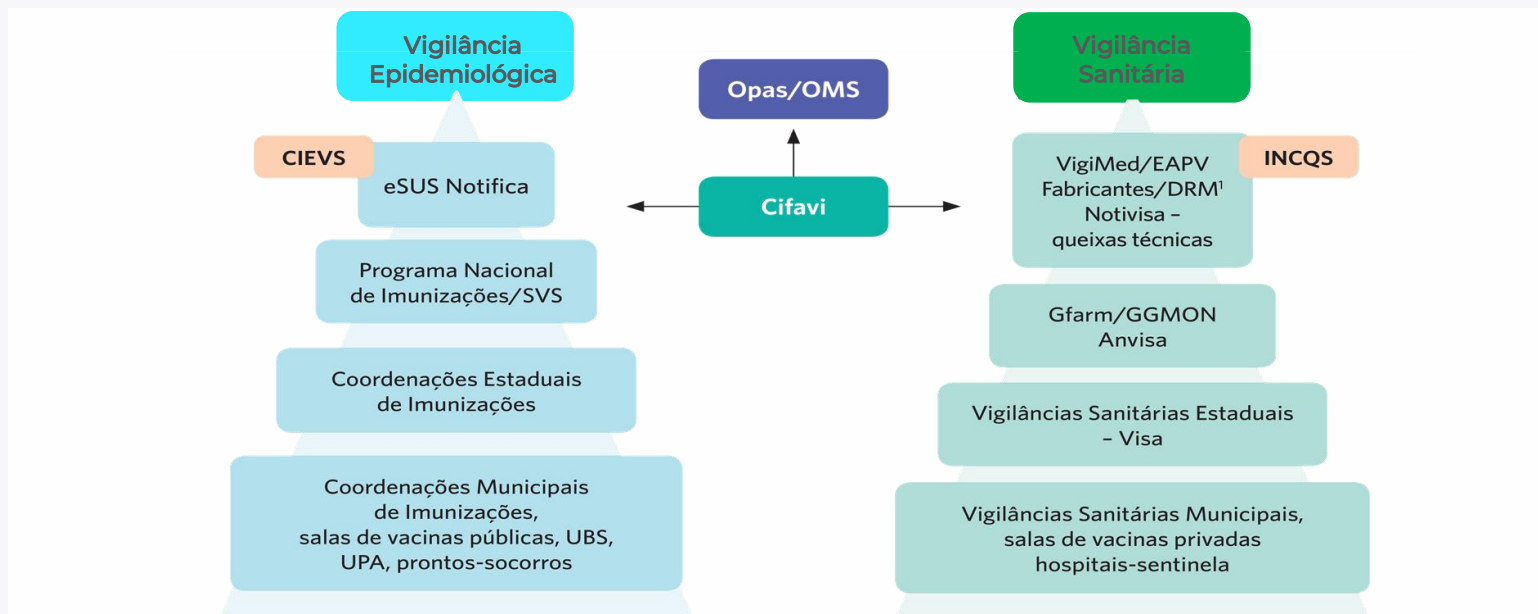 Vigilância
Epidemiológica
CIEVS
eSUS Notifica
Programa Nacional
de Imunizações/SVS
Coordenações Estaduais
de Imunizações
Coordenações Municipais
de Imunizações,
salas de vacinas públicas, UBS,
UPA, prontos-socorros
Opas/OMS
Cifavi
Vigilância
Sanitária
VigiMed/EAPV
Fabricantes/DRM¹
Notivisa –
queixas técnicas
INCQS
Gfarm/GGMON
Anvisa
Vigilâncias Sanitárias Estaduais
– Visa
Vigilâncias Sanitárias Municipais,
salas de vacinas privadas
hospitais-sentinela